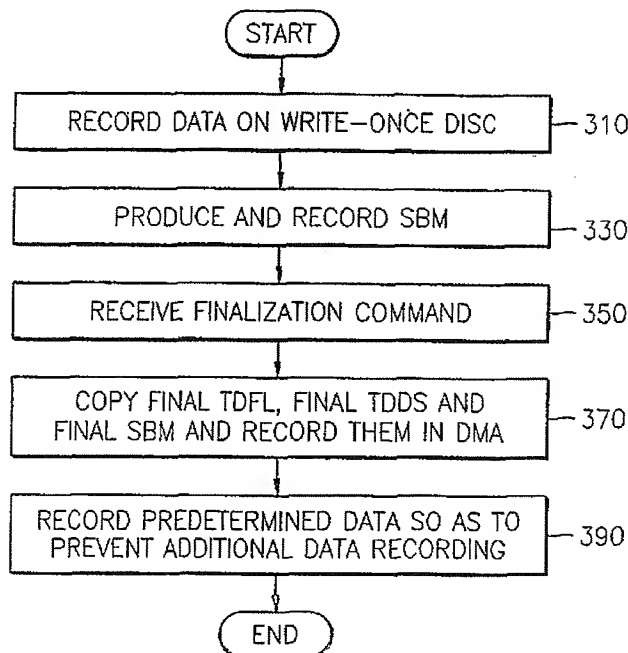 START
RECORD DATA ON WRITE-ONCE DISC
310
PRODUCE AND RECORD SBM
330
RECEIVE FINALIZATION COMMAND
350
COPY FINAL TDFL, FINAL TDDS AND
FINAL SBM AND RECORD THEM IN DMA
370
RECORD PREDETERMINED DATA SO AS TO
PREVENT ADDITIONAL DATA RECORDING
390
END